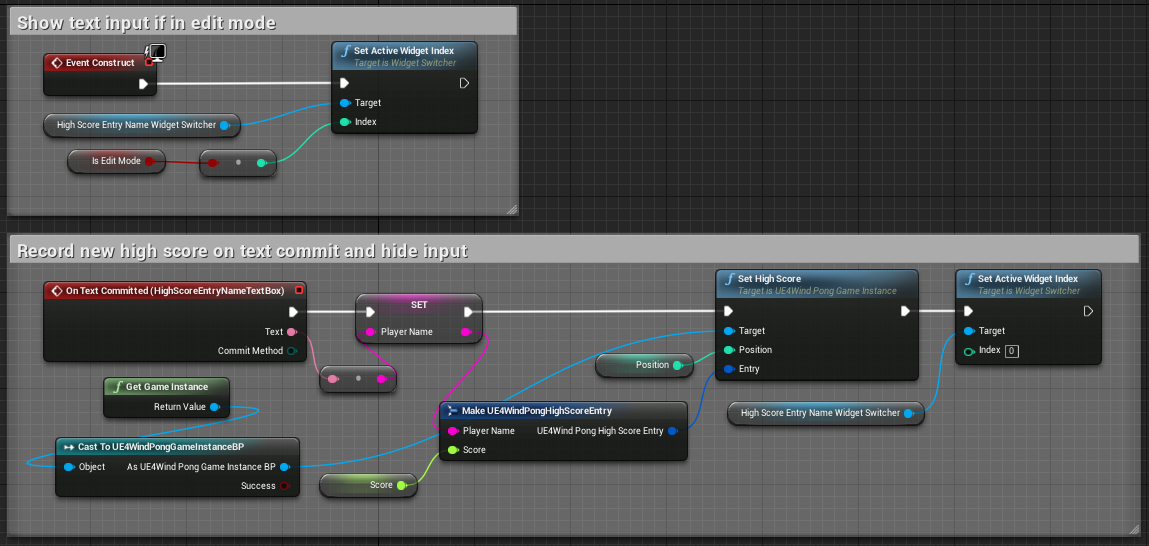 Show text input if in edit mode
Event Construct
Set Active Widget Index
Target is Widget Switcher
High Score Entry Name Widget Switcher
Target
Index
Is Edit Mode
Record new high score on text commit and hide input
On Text Committed (HighScoreEntryNameTextBox)
Text
Commit Method
SET
Player Name
Set High Score
Target is UE4Wind Pong Game Instance
Target
Position
Entry
Set Active Widget Index
Target is Widget Switcher
Target
Index 0
Position
Get Game Instance
Return Value
Make UE4WindPongHighScoreEntry
Player Name UE4Wind Pong High Score Entry
Score
High Score Entry Name Widget Switcher
Cast To UE4WindPongGameInstanceBP
Object As UE4Wind Pong Game Instance BP
Success
Score